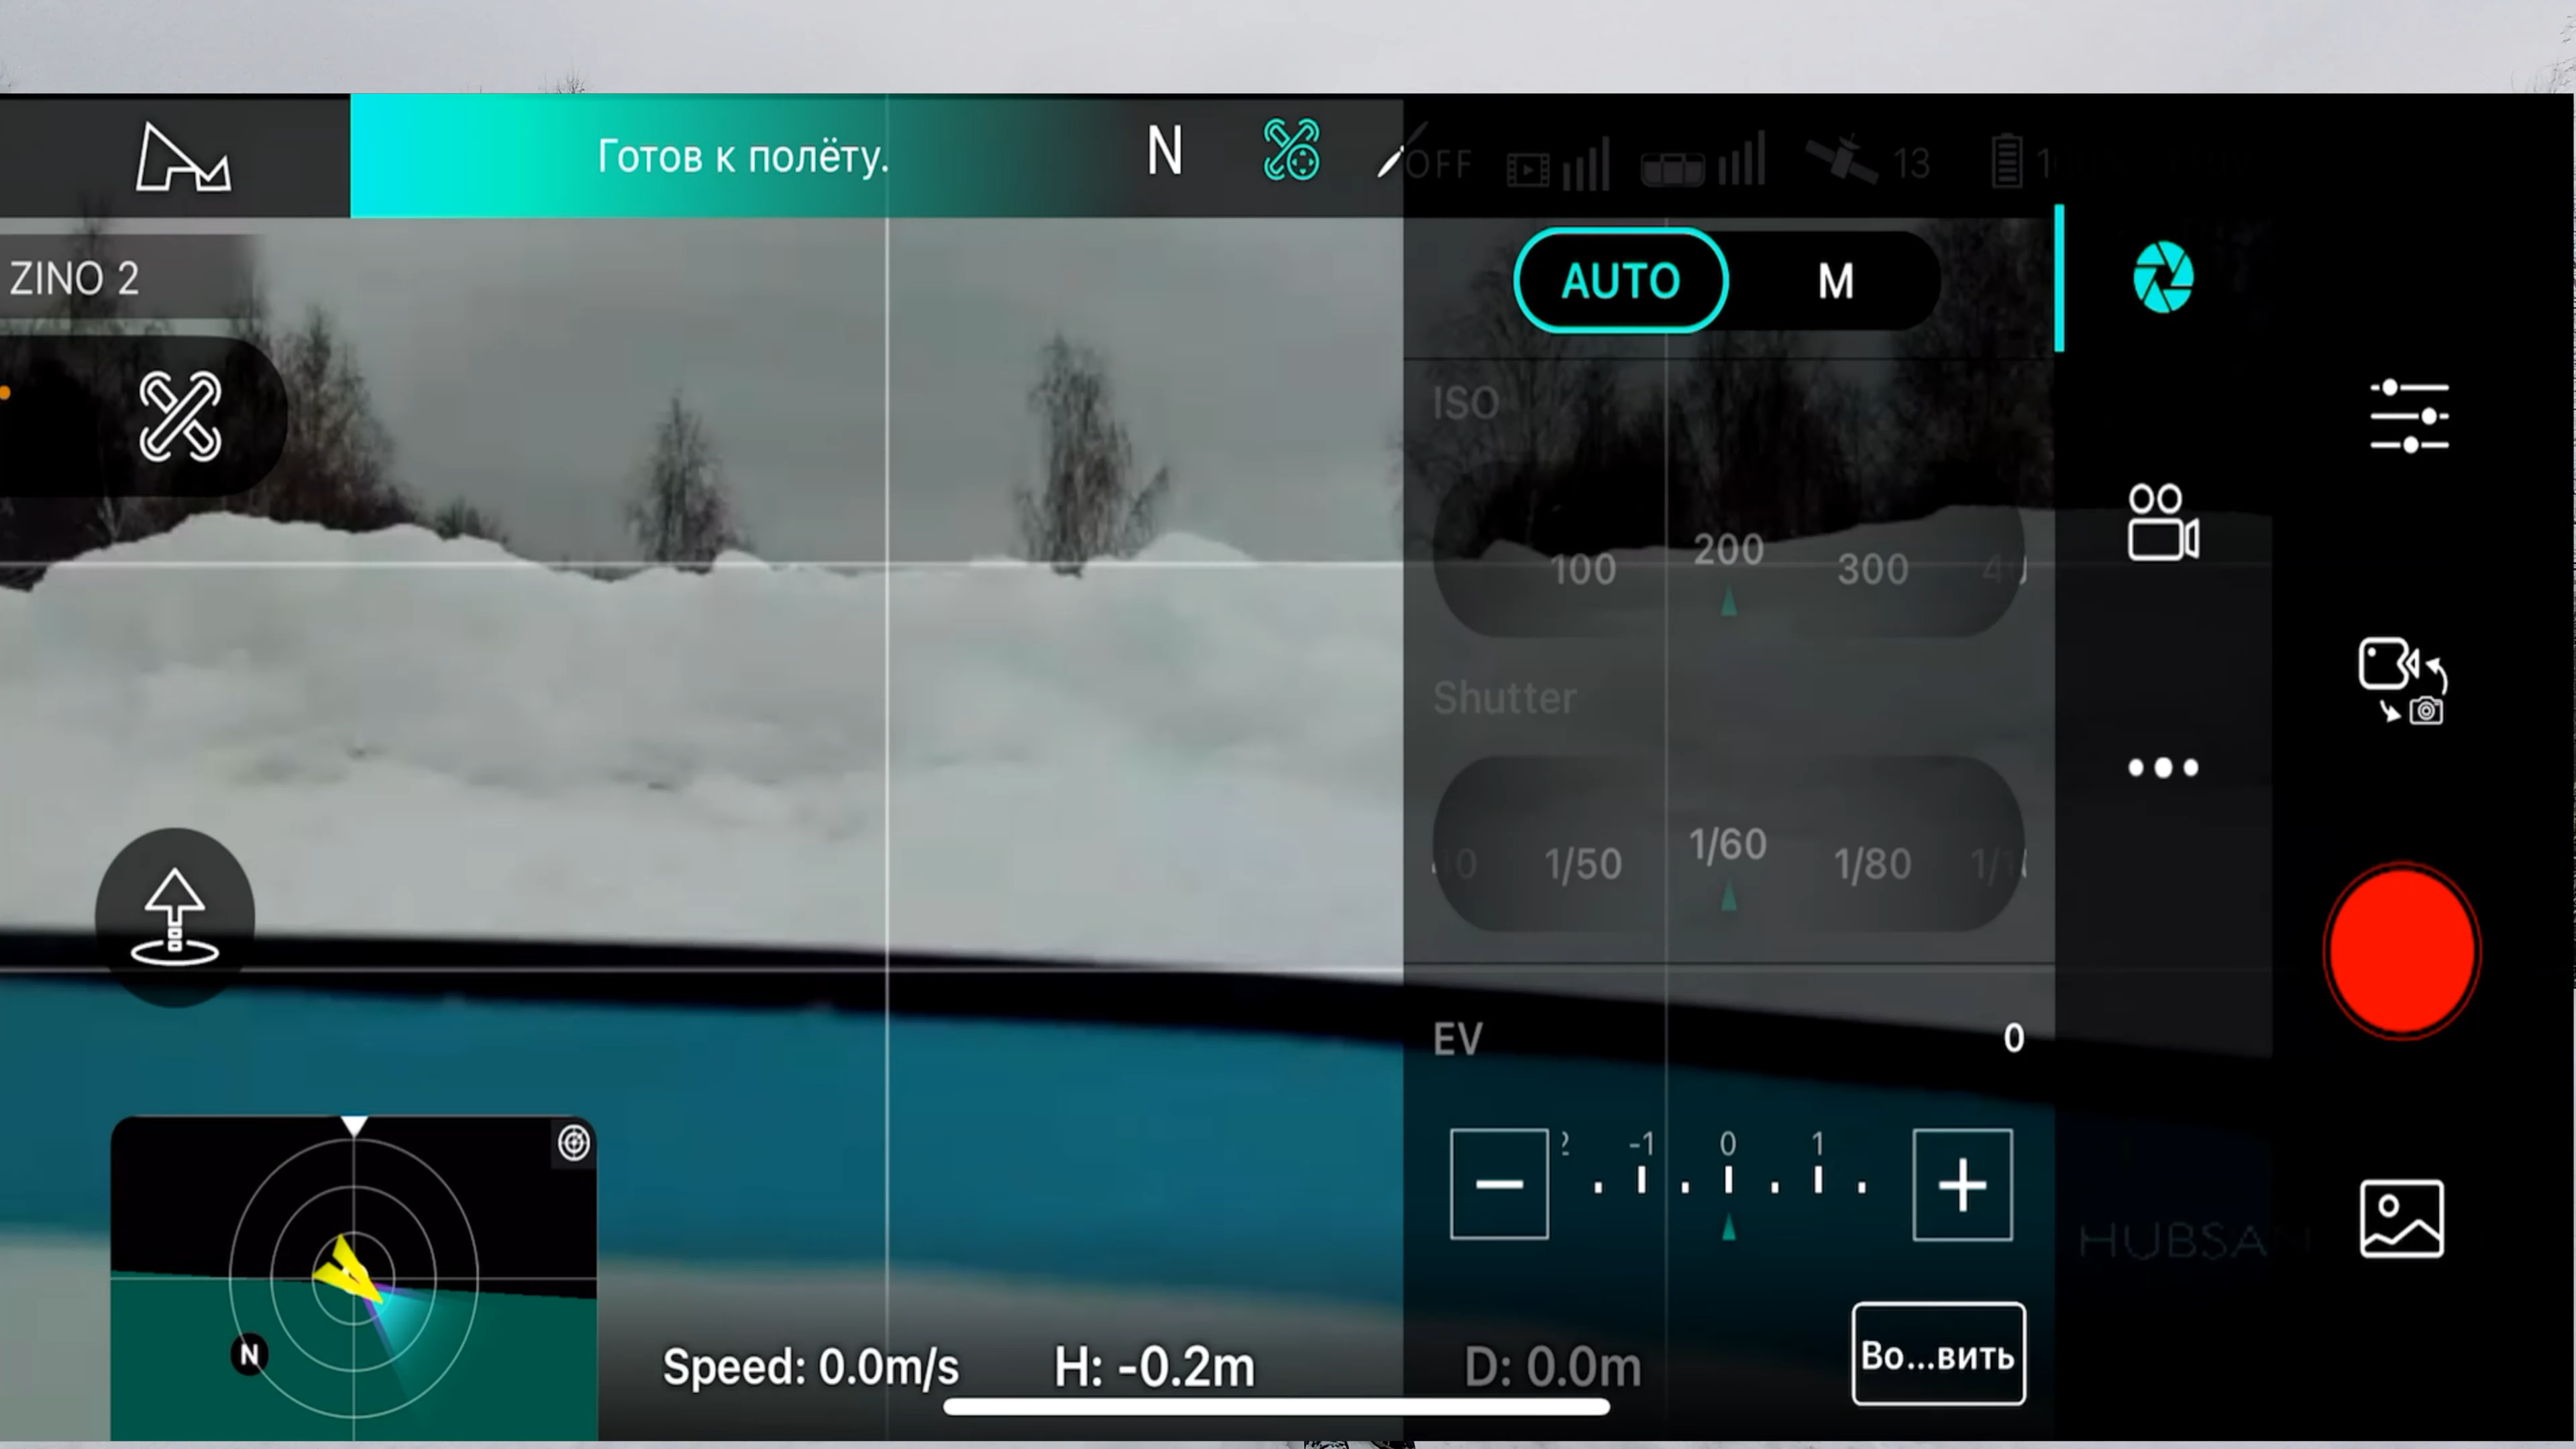 Готов к полёту.
N
OFF
13
ZINO 2
AUTO
M
ISO
100
200
300
Shutter
1/50
1/60
1/80
EV
0
-1
0
1
HUBSAN
N
Speed: 0.0m/s
H: -0.2m
D: 0.0m
Во...вить